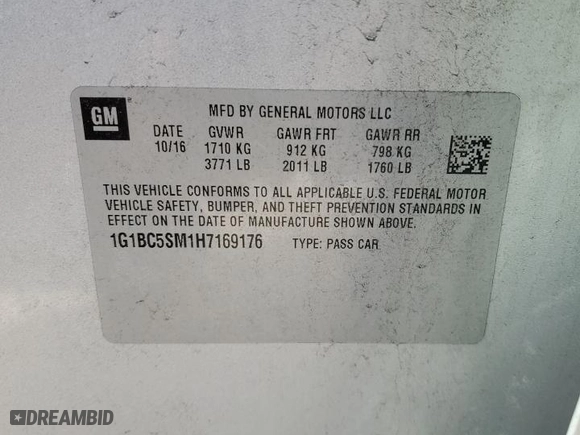 GM
MFD BY GENERAL MOTORS LLC
DATE GVWR GAWR FRT GAWR RR
10/16 1710 KG 912 KG 798 KG
3771 LB 2011 LB 1760 LB
THIS VEHICLE CONFORMS TO ALL APPLICABLE U.S. FEDERAL MOTOR
VEHICLE SAFETY, BUMPER, AND THEFT PREVENTION STANDARDS IN
EFFECT ON THE DATE OF MANUFACTURE SHOWN ABOVE.
1G1BC5SM1H7169176 TYPE: PASS CAR
DREAMBID